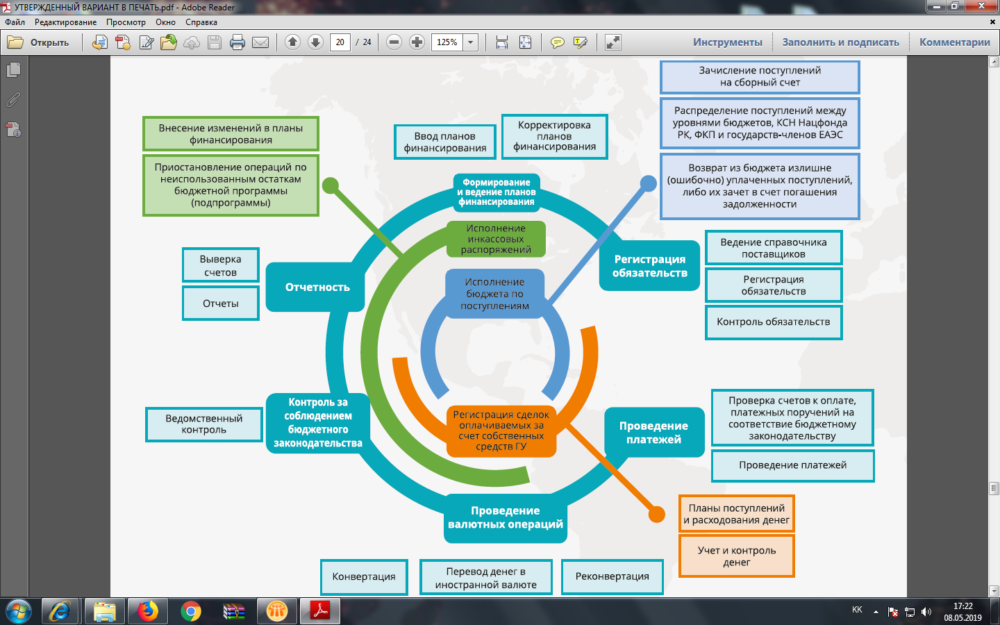 УТВЕРЖДЕННЫЙ ВАРИАНТ В ПЕЧАТЬ.pdf - Adobe Reader
Файл Редактирование Просмотр Окно Справка
Открыть
20 / 24
125%
Инструменты
Заполнить и подписать
Комментарии
Зачисление поступлений
на сборный счет
Распределение поступлений между
уровнями бюджетов, КСН Нацфонда
РК, ФКП и государств-членов ЕАЭС
Возврат из бюджета излишне
(ошибочно) уплаченных поступлений,
либо их зачет в счет погашения
задолженности
Внесение изменений в планы
финансирования
Приостановление операций по
неиспользованным остаткам
бюджетной программы
(подпрограммы)
Ввод планов
финансирования
Корректировка
планов
финансирования
Формирование
и ведение планов
финансирования
Исполнение
инкассовых
распоряжений
Исполнение
бюджета по
поступлениям
Регистрация
обязательств
Ведение справочника
поставщиков
Регистрация
обязательств
Контроль обязательств
Выверка
счетов
Отчеты
Отчетность
Контроль за
соблюдением
бюджетного
законодательства
Ведомственный
контроль
Регистрация сделок
оплачиваемых за
счет собственных
средств ГУ
Проведение
платежей
Проверка счетов к оплате,
платежных поручений на
соответствие бюджетному
законодательству
Проведение платежей
Планы поступлений
и расходования денег
Учет и контроль
денег
Проведение
валютных операций
Конвертация
Перевод денег в
иностранной валюте
Реконвертация
KK
17:22
08.05.2019